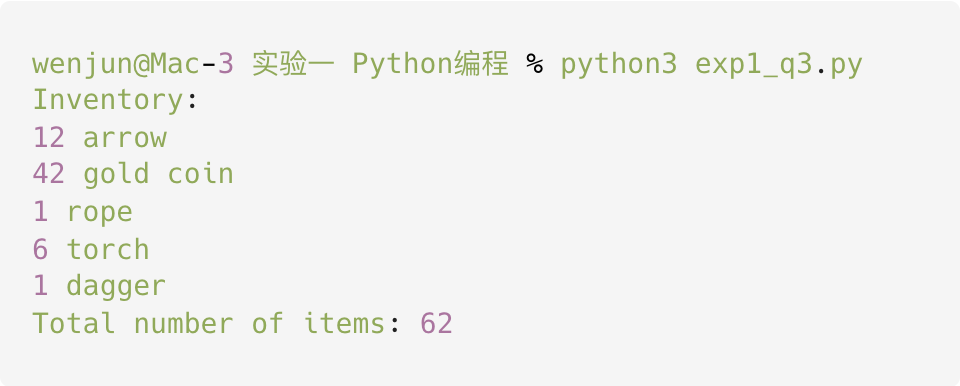 wenjun@Mac-3 实验一 Python编程 % python3 exp1_q3.py
Inventory:
12 arrow
42 gold coin
1 rope
6 torch
1 dagger
Total number of items: 62